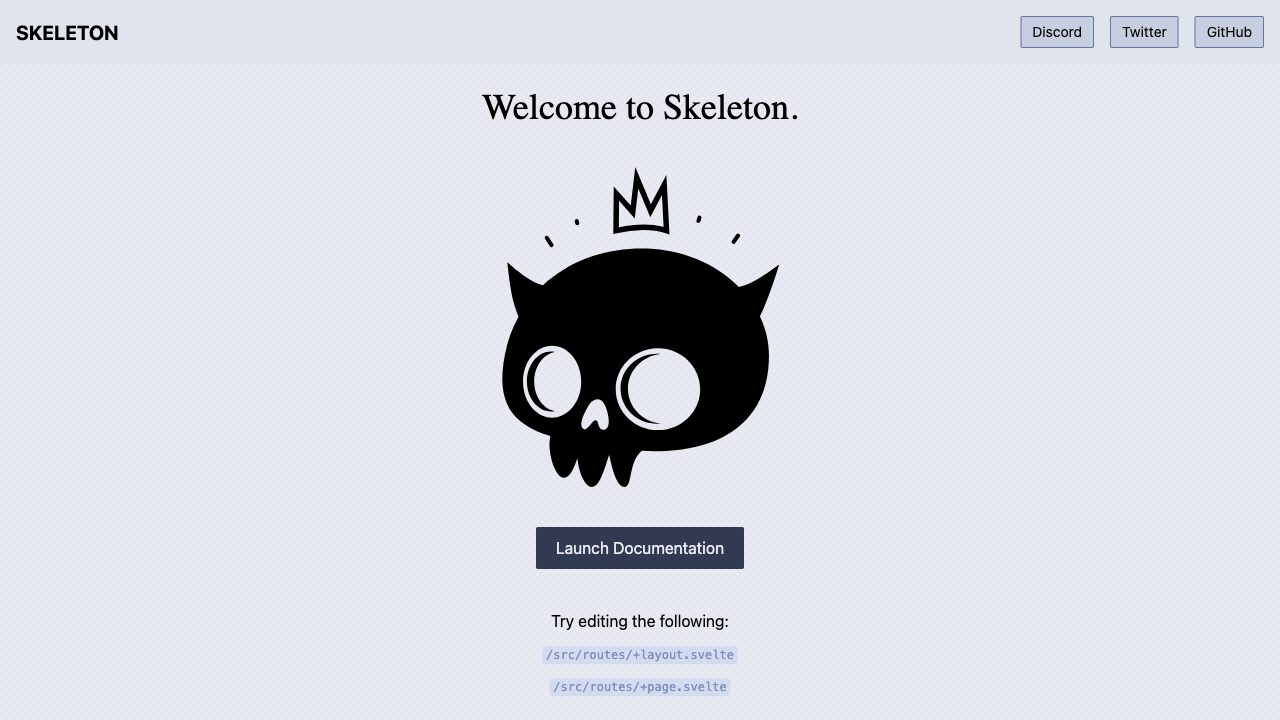 SKELETON
Discord
Twitter
GitHub
Welcome to Skeleton.
Launch Documentation
Try editing the following:
/src/routes/+layout.svelte
/src/routes/+page.svelte